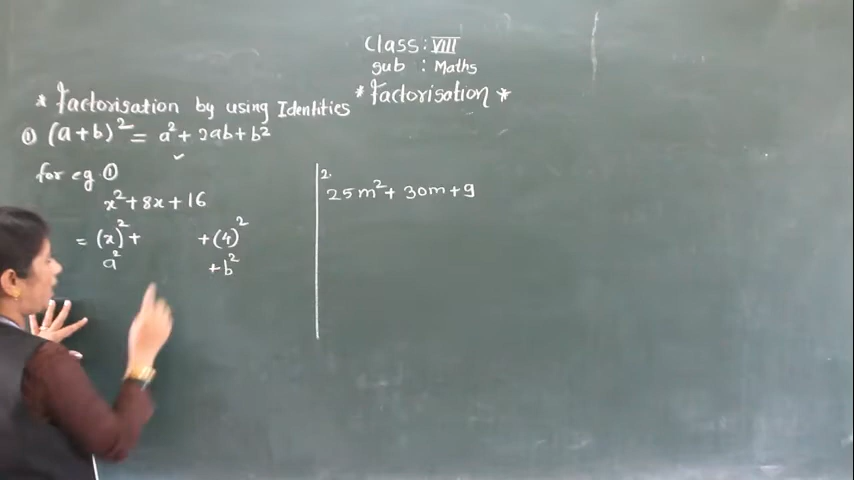 Class: VIII
sub : Maths
* Factorisation *
* Factorisation by using Identities
① (a+b)² = a² + 2ab + b²
for eg ①
x² + 8x + 16
= (x)² + + (4)²
a² + b²
2.
25m² + 30m + 9